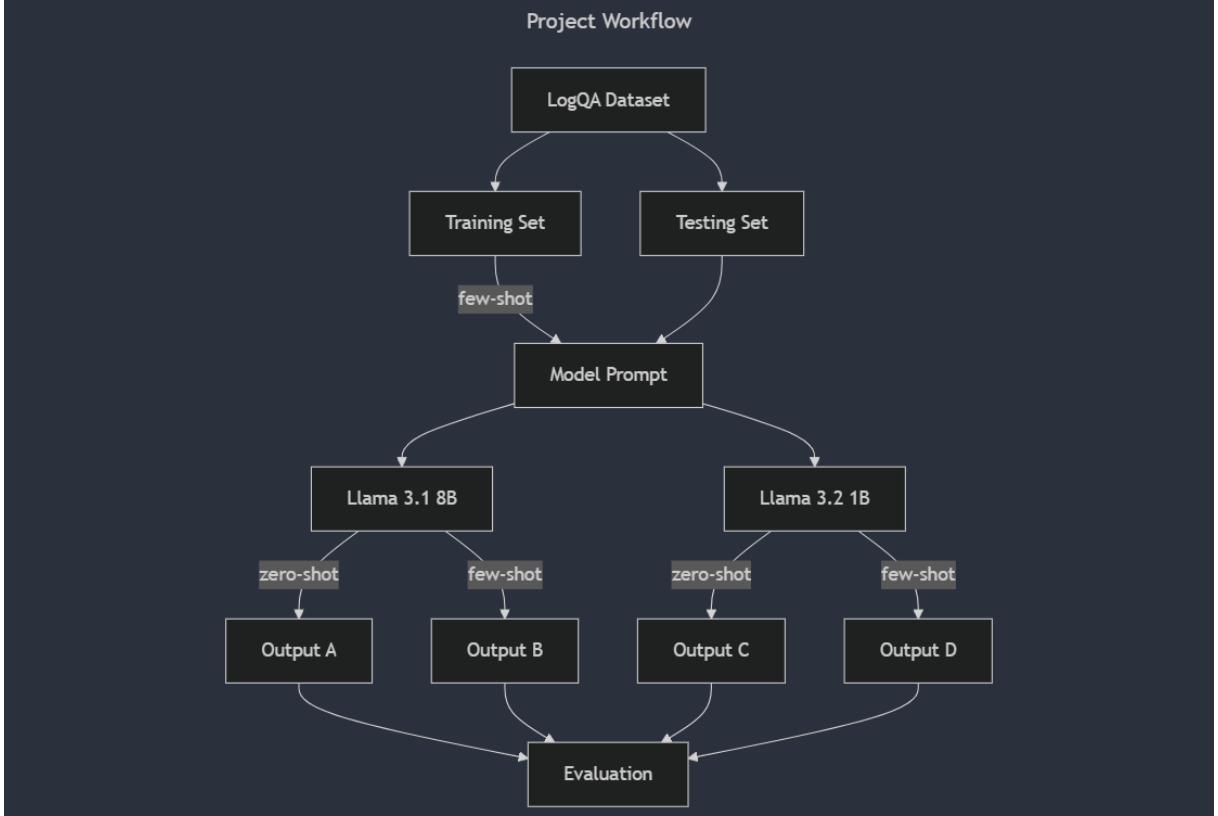 Project Workflow
LogQA Dataset
Training Set
Testing Set
few-shot
Model Prompt
Llama 3.1 8B
Llama 3.2 1B
zero-shot
few-shot
zero-shot
few-shot
Output A
Output B
Output C
Output D
Evaluation